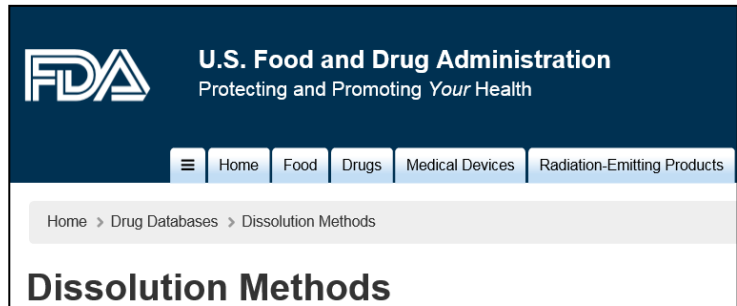 FDA
U.S. Food and Drug Administration
Protecting and Promoting Your Health
≡ Home Food Drugs Medical Devices Radiation-Emitting Products
Home > Drug Databases > Dissolution Methods
Dissolution Methods